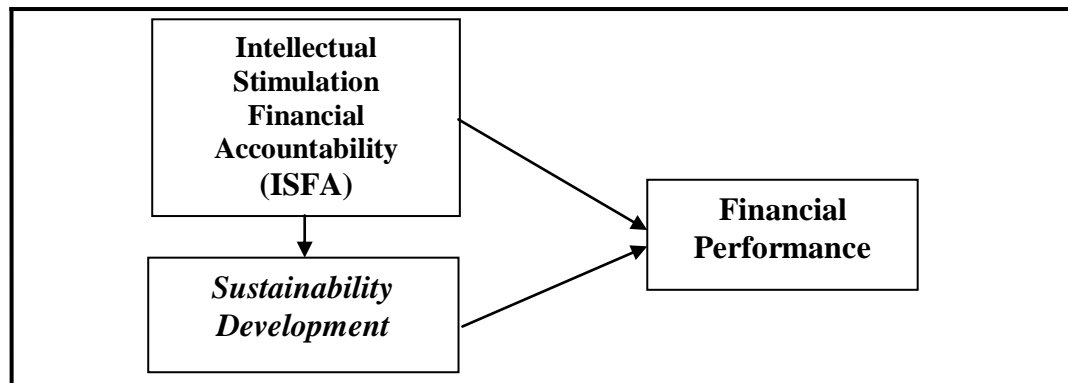 Intellectual
Stimulation
Financial
Accountability
(ISFA)
Financial
Performance
Sustainability
Development